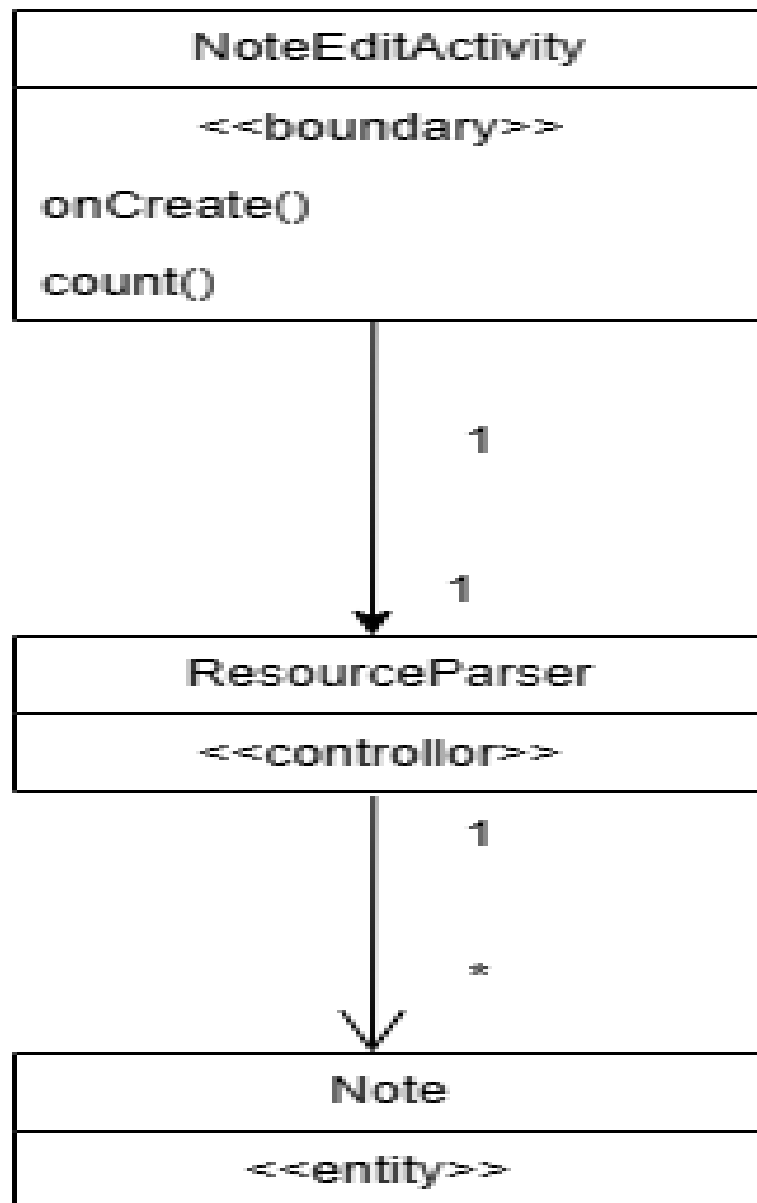 NoteEditActivity
<<boundary>>
onCreate()
count()
1
1
ResourceParser
<<controllor>>
1
*
Note
<<entity>>